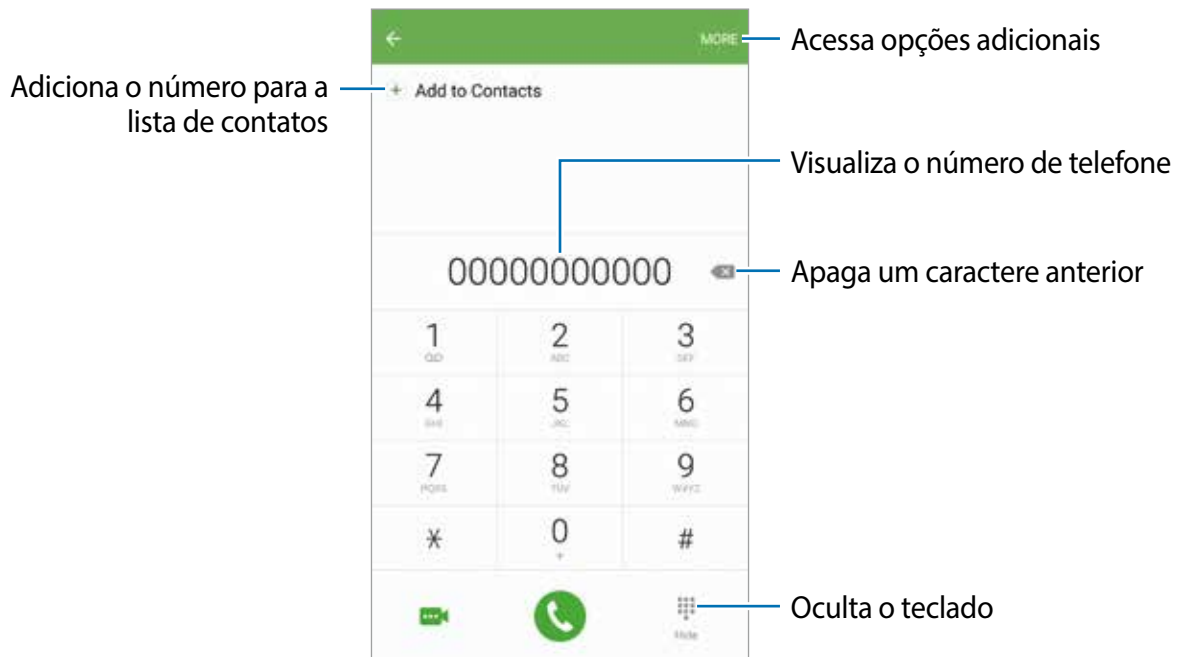 MORE
Acessa opções adicionais
Adiciona o número para a
lista de contatos
+ Add to Contacts
Visualiza o número de telefone
00000000000
Apaga um caractere anterior
1 2 3
ABC DEF
4 5 6
GHI JKL MNO
7 8 9
PQRS TUV WXYZ
* 0 #
+
Oculta o teclado
Hide